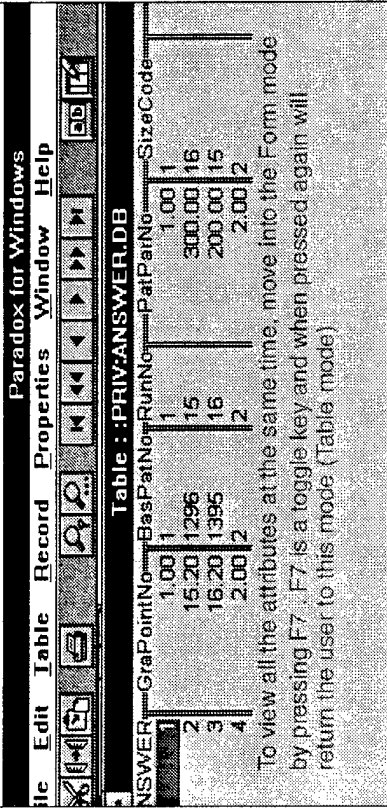 Paradox for Windows
ile Edit Table Record Properties Window Help
ab
Table : :PRIV:ANSWER.DB
NSWER GraPointNo BasPatNo RunNo PatParNo SizeCode
1 1.00 1 1 1.00 1
2 15.20 1296 15 300.00 16
3 16.20 1395 16 200.00 15
4 2.00 2 2 2.00 2
To view all the attributes at the same time, move into the Form mode
by pressing F7 . F7 is a toggle key and when pressed again will
return the user to this mode (Table mode)